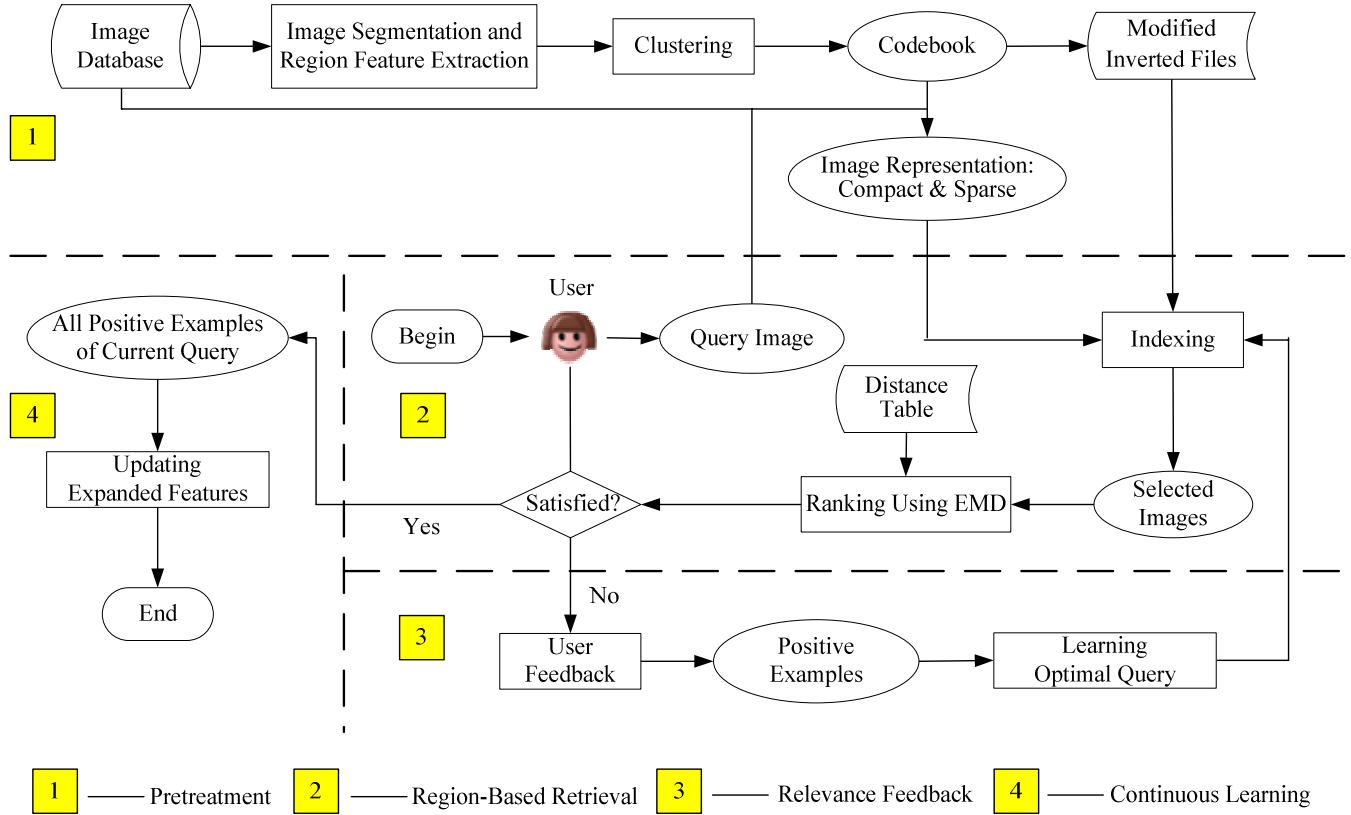 Image
Database
Image Segmentation and
Region Feature Extraction
Clustering
Codebook
Modified
Inverted Files
1
Image Representation:
Compact & Sparse
User
All Positive Examples
of Current Query
Begin
Query Image
Indexing
Distance
Table
4
2
Updating
Expanded Features
Satisfied?
Ranking Using EMD
Selected
Images
Yes
No
End
3
User
Feedback
Positive
Examples
Learning
Optimal Query
1 Pretreatment
2 Region-Based Retrieval
3 Relevance Feedback
4 Continuous Learning